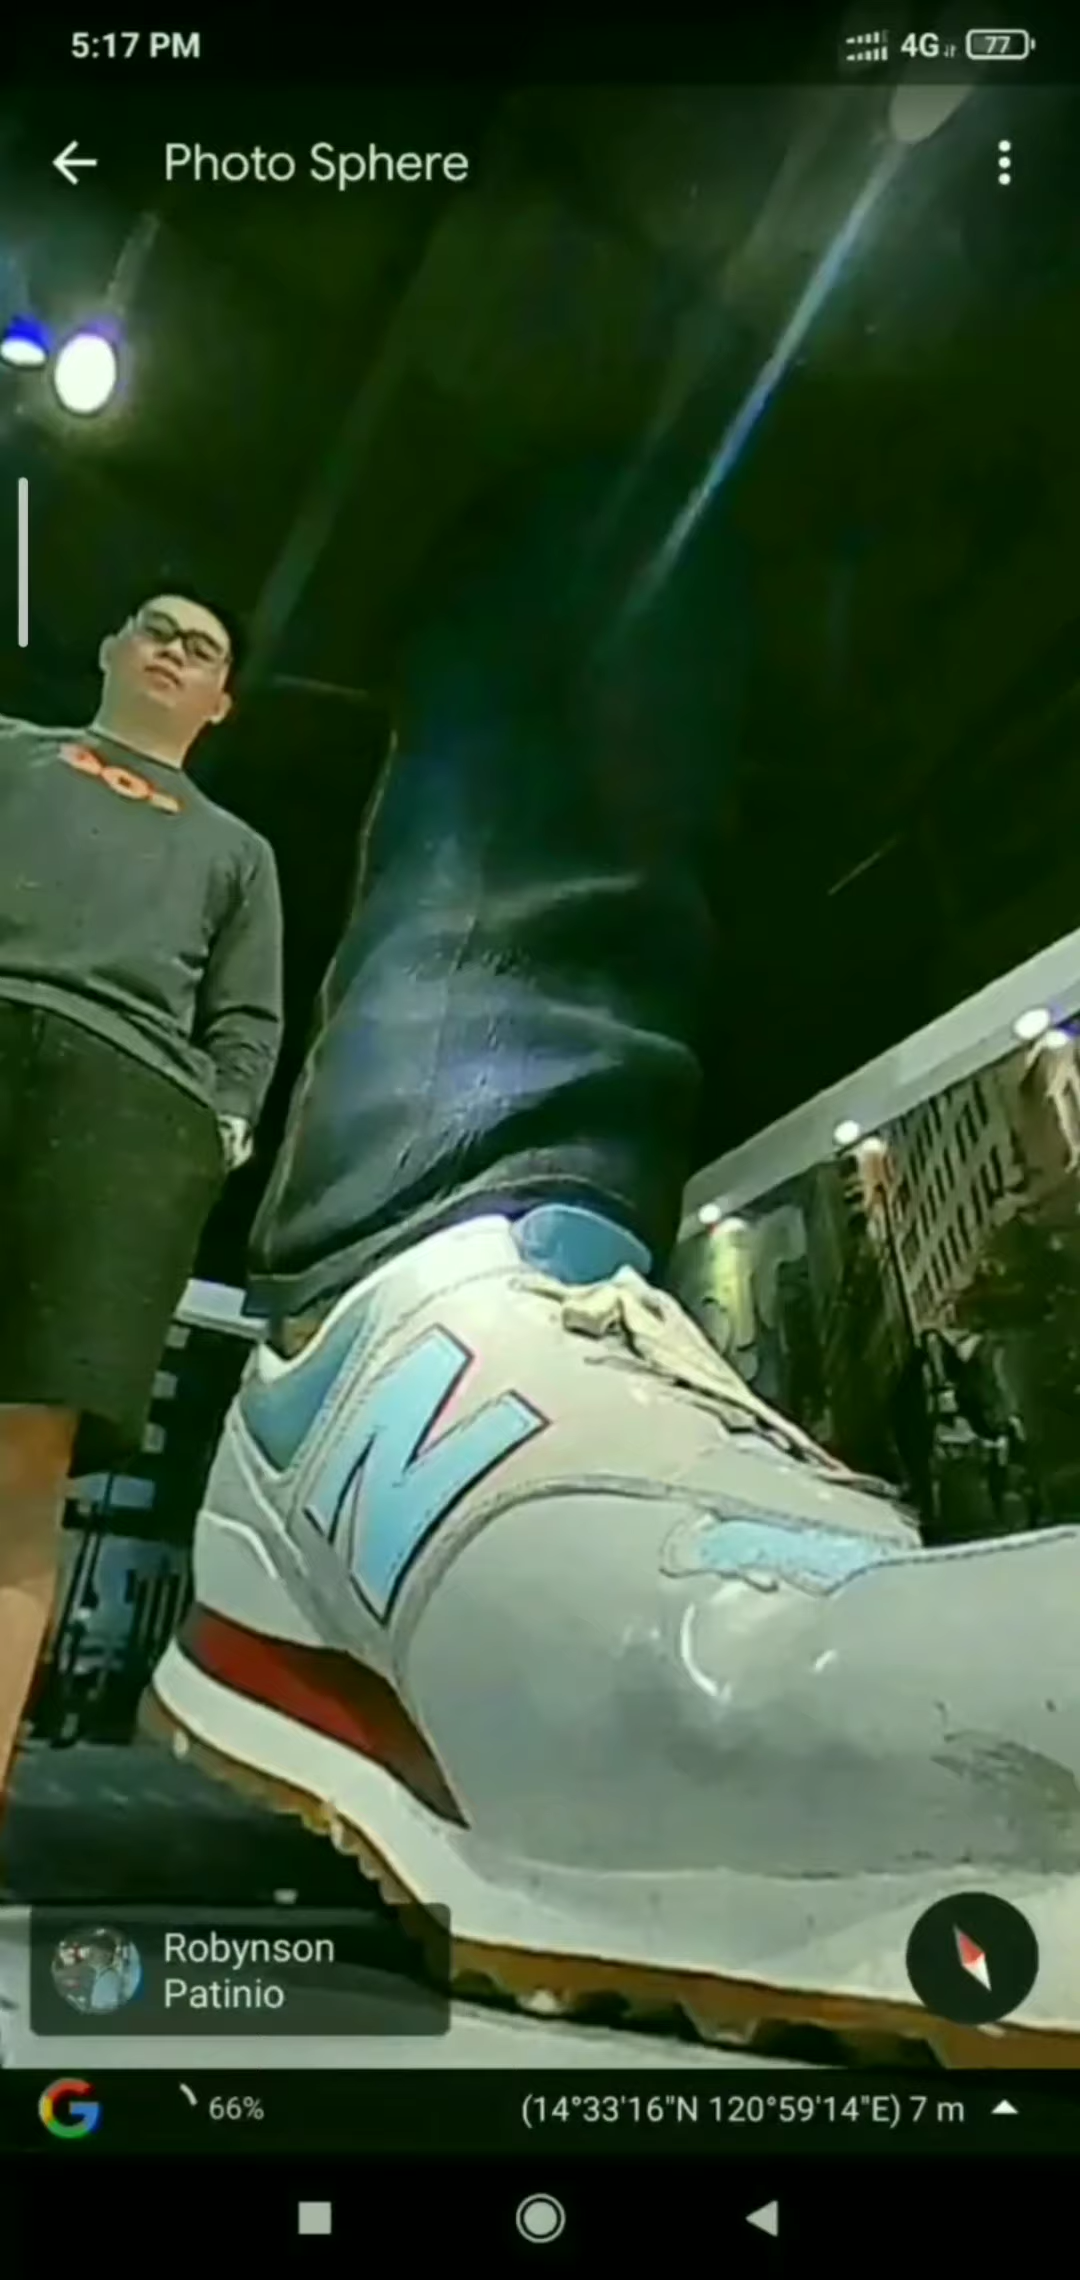 5:17 PM
4G 77
Photo Sphere
N
Robynson
Patinio
G 66% (14°33'16"N 120°59'14"E) 7 m